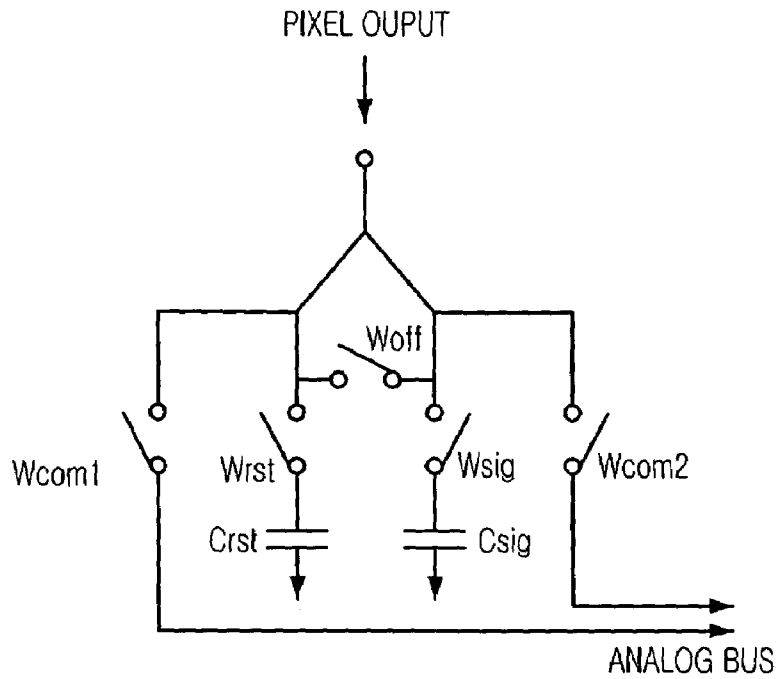 PIXEL OUPUT
Woff
Wcom1
Wrst
Wsig
Wcom2
Crst
Csig
ANALOG BUS